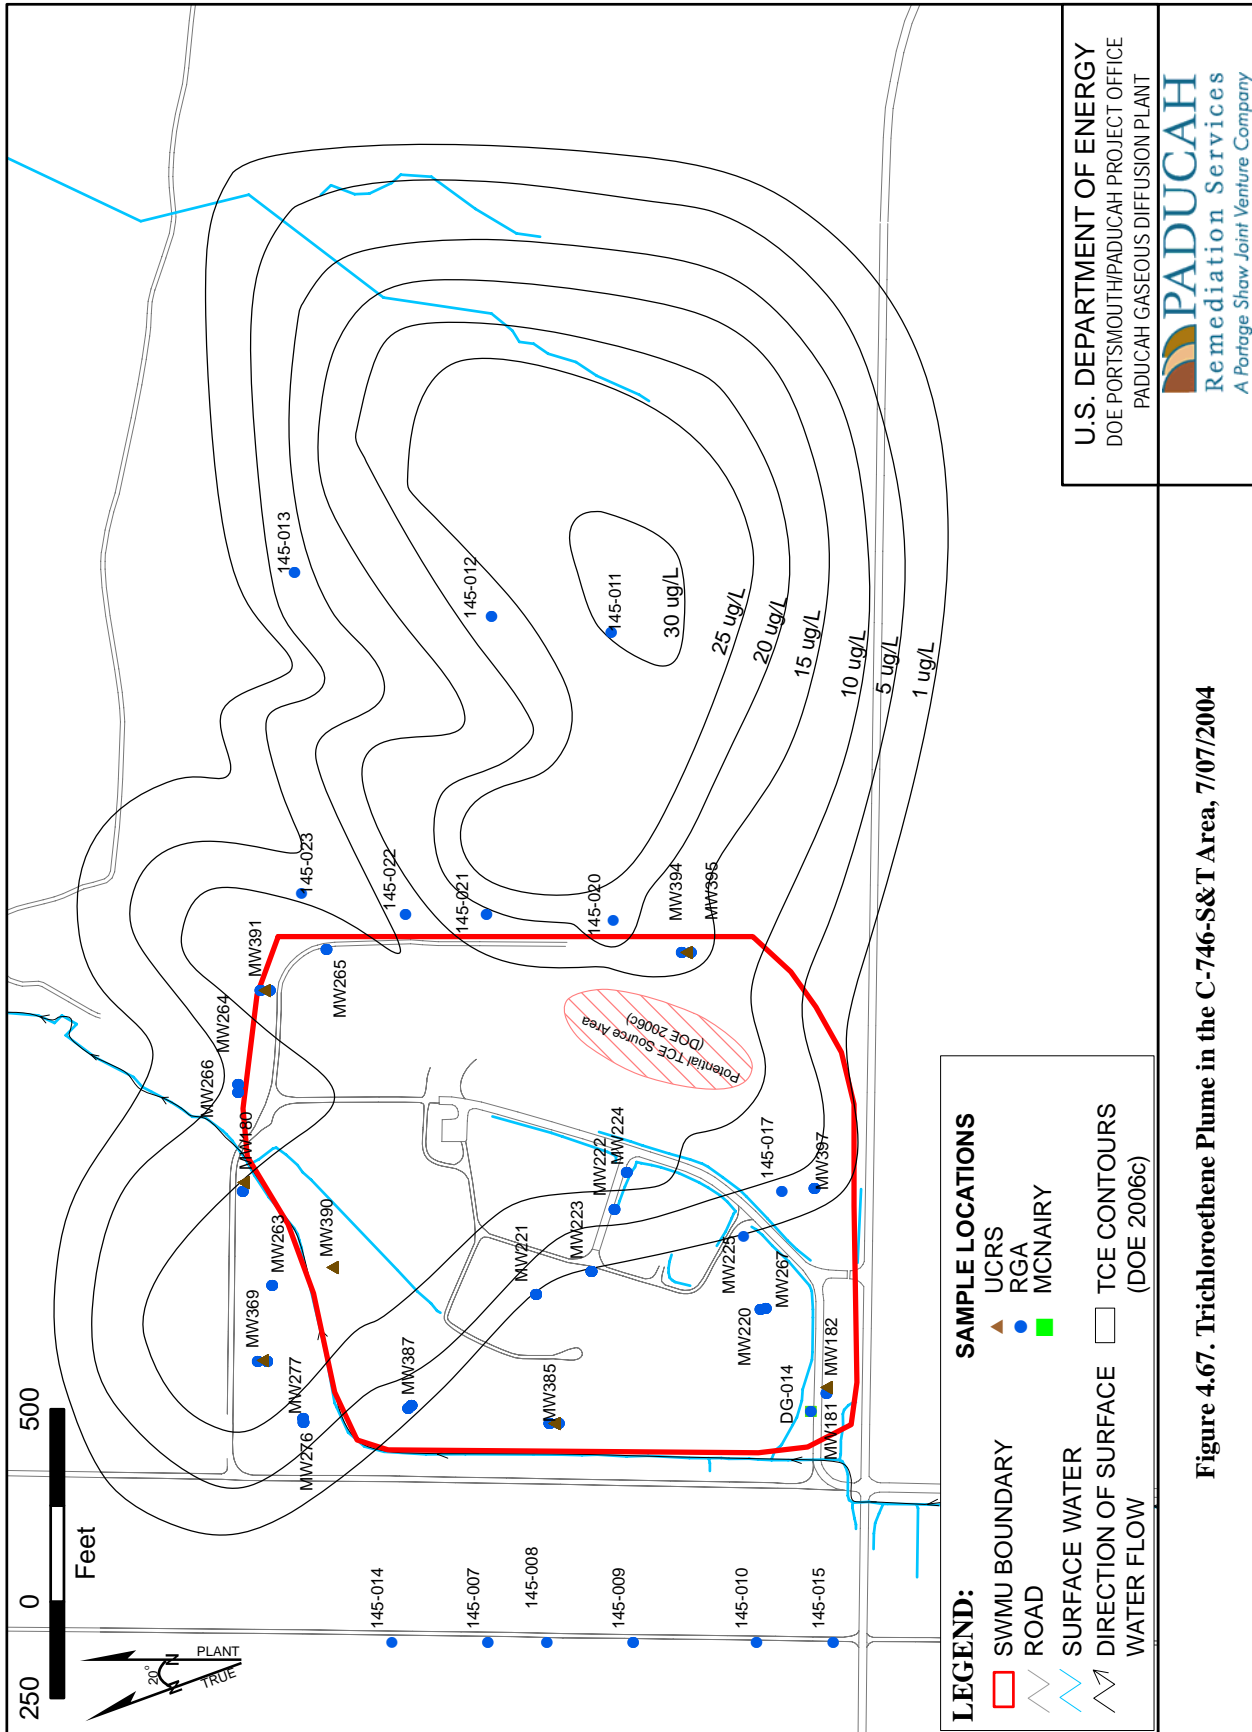 250 0 500
Feet
20°
N N
PLANT
TRUE
MW276
MW277
MW369
MW263
MW390
MW180
MW266
MW264
MW391
MW265
145-023
145-022
145-021
145-020
MW394
MW395
145-013
145-012
145-011
30 ug/L
25 ug/L
20 ug/L
15 ug/L
10 ug/L
5 ug/L
1 ug/L
Potential TCE Source Area
(DOE 2006c)
MW387
MW385
MW221
MW223
MW222
MW224
MW225
MW220
MW267
145-017
MW397
DG-014
MW181
MW182
145-014
145-007
145-008
145-009
145-010
145-015
LEGEND:
SWMU BOUNDARY
ROAD
SURFACE WATER
DIRECTION OF SURFACE
WATER FLOW
SAMPLE LOCATIONS
UCRS
RGA
MCNAIRY
TCE CONTOURS
(DOE 2006c)
U.S. DEPARTMENT OF ENERGY
DOE PORTSMOUTH/PADUCAH PROJECT OFFICE
PADUCAH GASEOUS DIFFUSION PLANT
PADUCAH
Remediation Services
A Portage Shaw Joint Venture Company
Figure 4.67. Trichloroethene Plume in the C-746-S&T Area, 7/07/2004